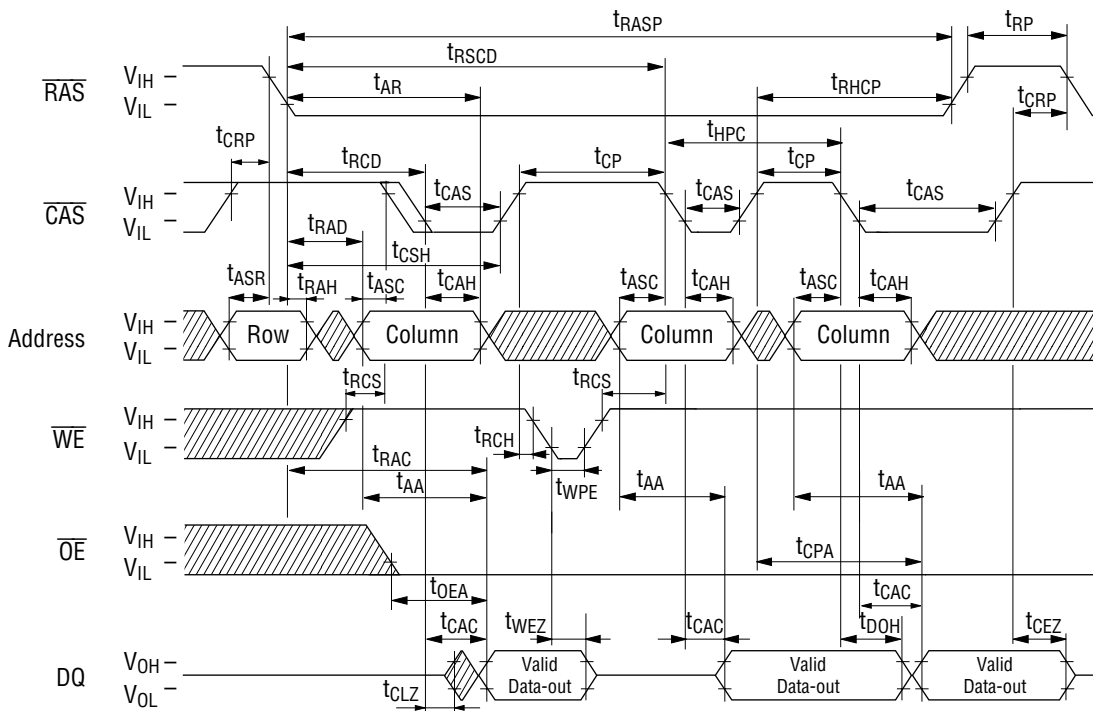 tRASP tRP
tRSCD
RAS VIH tAR tRHCP
VIL tCRP
tCRP tHPC
tRCD tCP tCP
CAS VIH tCAS tCAS tCAS
VIL tRAD
tCSH
tASR tRAH tASC tCAH tASC tCAH tASC tCAH
Address VIH Row Column Column Column
VIL
tRCS tRCS
WE VIH
VIL tRCH
tRAC tWPE
tAA tAA tAA
OE VIH
VIL tCPA
tOEA tCAC
tCAC tWEZ tCAC tDOH tCEZ
DQ VOH Valid Data-out Valid Data-out Valid Data-out
VOL
tCLZ